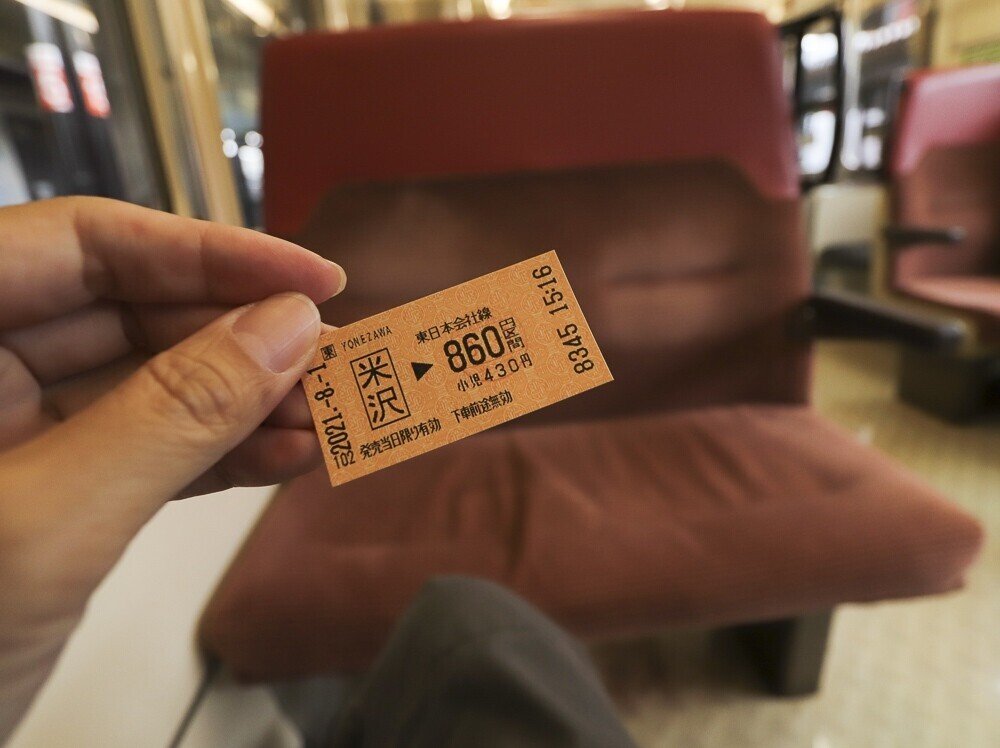 YONEZAWA
米沢 ▶
東日本会社線
860円区間
小児430円
発売当日限り有効 下車前途無効
2021.-8.-1
8345 15:16